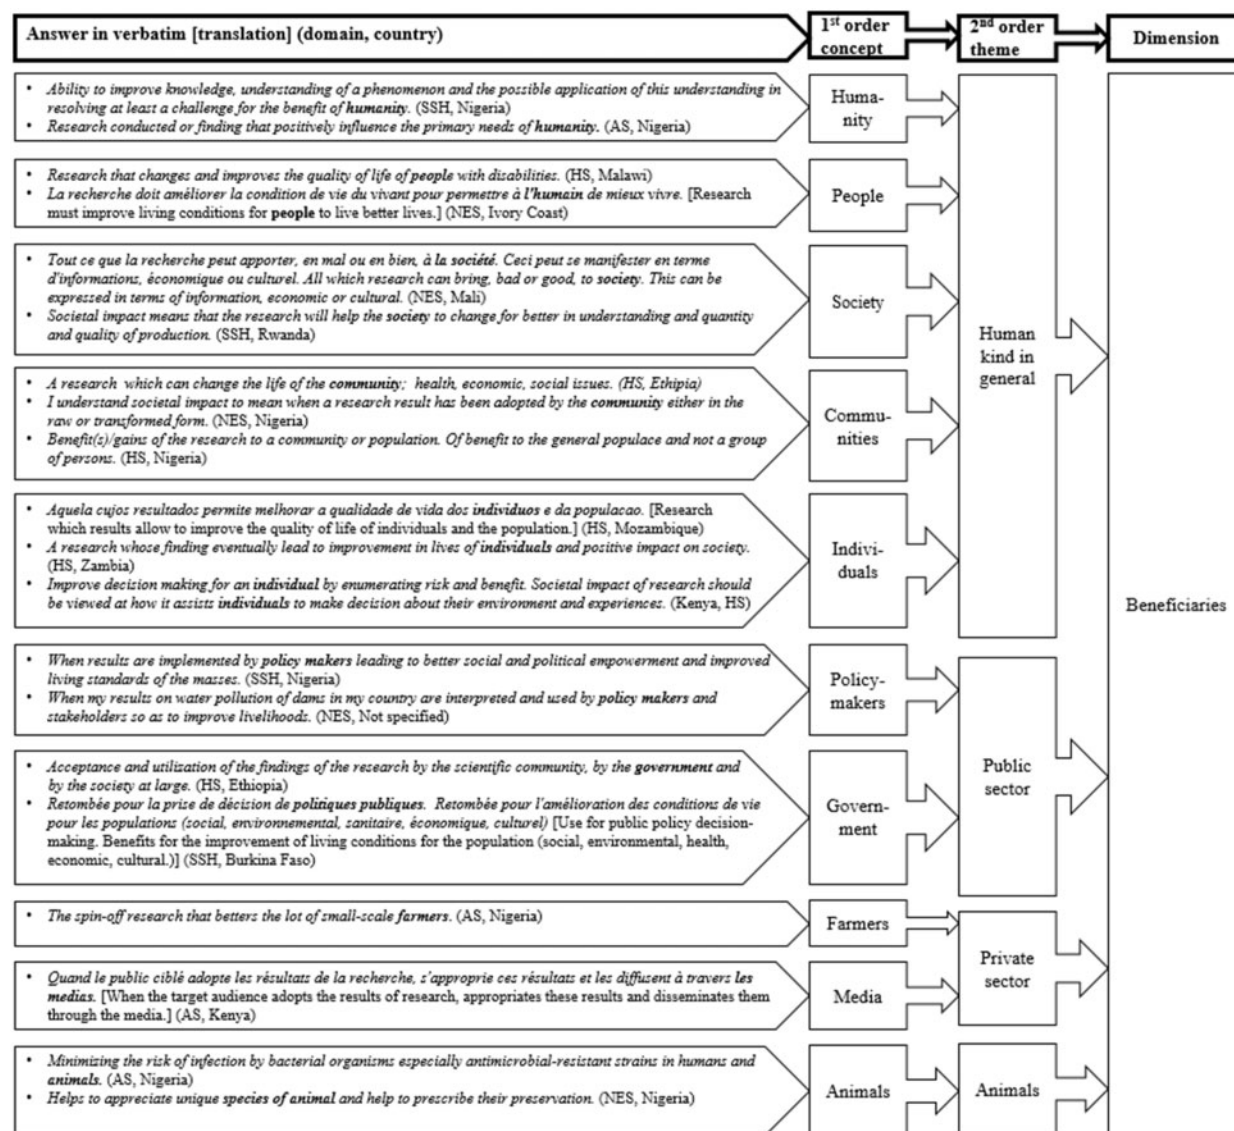 Answer in verbatim [translation] (domain, country)
1st order
concept
2nd order
theme
Dimension
• Ability to improve knowledge, understanding of a phenomenon and the possible application of this understanding in
resolving at least a challenge for the benefit of humanity. (SSH, Nigeria)
• Research conducted or finding that positively influence the primary needs of humanity. (AS, Nigeria)
Huma-
nity
• Research that changes and improves the quality of life of people with disabilities. (HS, Malawi)
• La recherche doit améliorer la condition de vie du vivant pour permettre à l'humain de mieux vivre. [Research
must improve living conditions for people to live better lives.] (NES, Ivory Coast)
People
• Tout ce que la recherche peut apporter, en mal ou en bien, à la société. Ceci peut se manifester en terme
d'informations, économique ou culturel. All which research can bring, bad or good, to society. This can be
expressed in terms of information, economic or cultural. (NES, Mali)
• Societal impact means that the research will help the society to change for better in understanding and quantity
and quality of production. (SSH, Rwanda)
Society
• A research which can change the life of the community; health, economic, social issues. (HS, Ethipia)
• I understand societal impact to mean when a research result has been adopted by the community either in the
raw or transformed form. (NES, Nigeria)
• Benefit(s)/gains of the research to a community or population. Of benefit to the general populace and not a group
of persons. (HS, Nigeria)
Commu-
nities
• Aquela cujos resultados permite melhorar a qualidade de vida dos individuos e da populacao. [Research
which results allow to improve the quality of life of individuals and the population.] (HS, Mozambique)
• A research whose finding eventually lead to improvement in lives of individuals and positive impact on society.
(HS, Zambia)
• Improve decision making for an individual by enumerating risk and benefit. Societal impact of research should
be viewed at how it assists individuals to make decision about their environment and experiences. (Kenya, HS)
Indivi-
duals
Human
kind in
general
• When results are implemented by policy makers leading to better social and political empowerment and improved
living standards of the masses. (SSH, Nigeria)
• When my results on water pollution of dams in my country are interpreted and used by policy makers and
stakeholders so as to improve livelihoods. (NES, Not specified)
Policy-
makers
• Acceptance and utilization of the findings of the research by the scientific community, by the government and
by the society at large. (HS, Ethiopia)
• Retombée pour la prise de décision de politiques publiques. Retombée pour l'amélioration des conditions de vie
pour les populations (social, environnemental, sanitaire, économique, culturel) [Use for public policy decision-
making. Benefits for the improvement of living conditions for the population (social, environmental, health,
economic, cultural.)] (SSH, Burkina Faso)
Govern-
ment
Public
sector
• The spin-off research that betters the lot of small-scale farmers. (AS, Nigeria)
Farmers
• Quand le public ciblé adopte les résultats de la recherche, s'approprie ces résultats et les diffusent à travers les
medias. [When the target audience adopts the results of research, appropriates these results and disseminates them
through the media.] (AS, Kenya)
Media
Private
sector
• Minimizing the risk of infection by bacterial organisms especially antimicrobial-resistant strains in humans and
animals. (AS, Nigeria)
• Helps to appreciate unique species of animal and help to prescribe their preservation. (NES, Nigeria)
Animals
Animals
Beneficiaries